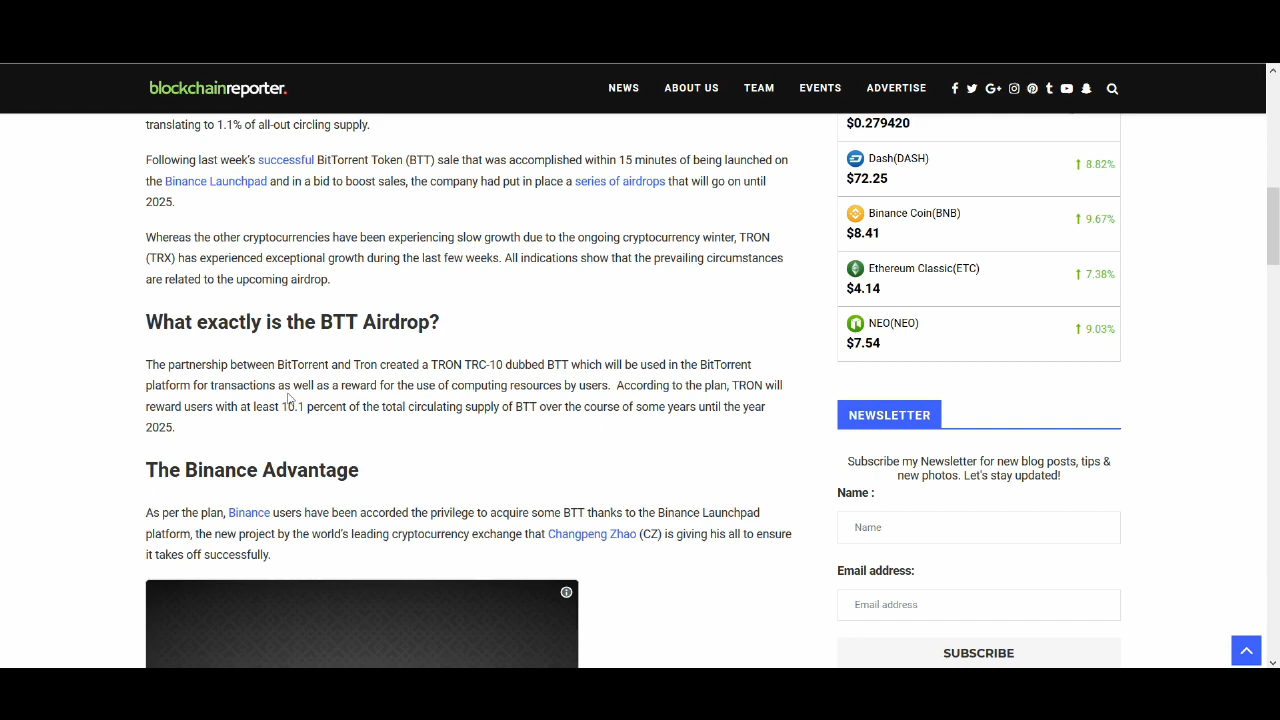 blockchainreporter.
NEWS ABOUT US TEAM EVENTS ADVERTISE
translating to 1.1% of all-out circling supply.
Following last week's successful BitTorrent Token (BTT) sale that was accomplished within 15 minutes of being launched on
the Binance Launchpad and in a bid to boost sales, the company had put in place a series of airdrops that will go on until
2025.
Whereas the other cryptocurrencies have been experiencing slow growth due to the ongoing cryptocurrency winter, TRON
(TRX) has experienced exceptional growth during the last few weeks. All indications show that the prevailing circumstances
are related to the upcoming airdrop.
What exactly is the BTT Airdrop?
The partnership between BitTorrent and Tron created a TRON TRC-10 dubbed BTT which will be used in the BitTorrent
platform for transactions as well as a reward for the use of computing resources by users. According to the plan, TRON will
reward users with at least 10.1 percent of the total circulating supply of BTT over the course of some years until the year
2025.
The Binance Advantage
As per the plan, Binance users have been accorded the privilege to acquire some BTT thanks to the Binance Launchpad
platform, the new project by the world's leading cryptocurrency exchange that Changpeng Zhao (CZ) is giving his all to ensure
it takes off successfully.
$0.279420
Dash(DASH)
8.82%
$72.25
Binance Coin(BNB)
9.67%
$8.41
Ethereum Classic(ETC)
7.38%
$4.14
NEO(NEO)
9.03%
$7.54
NEWSLETTER
Subscribe my Newsletter for new blog posts, tips &
new photos. Let's stay updated!
Name :
Name
Email address:
Email address
SUBSCRIBE